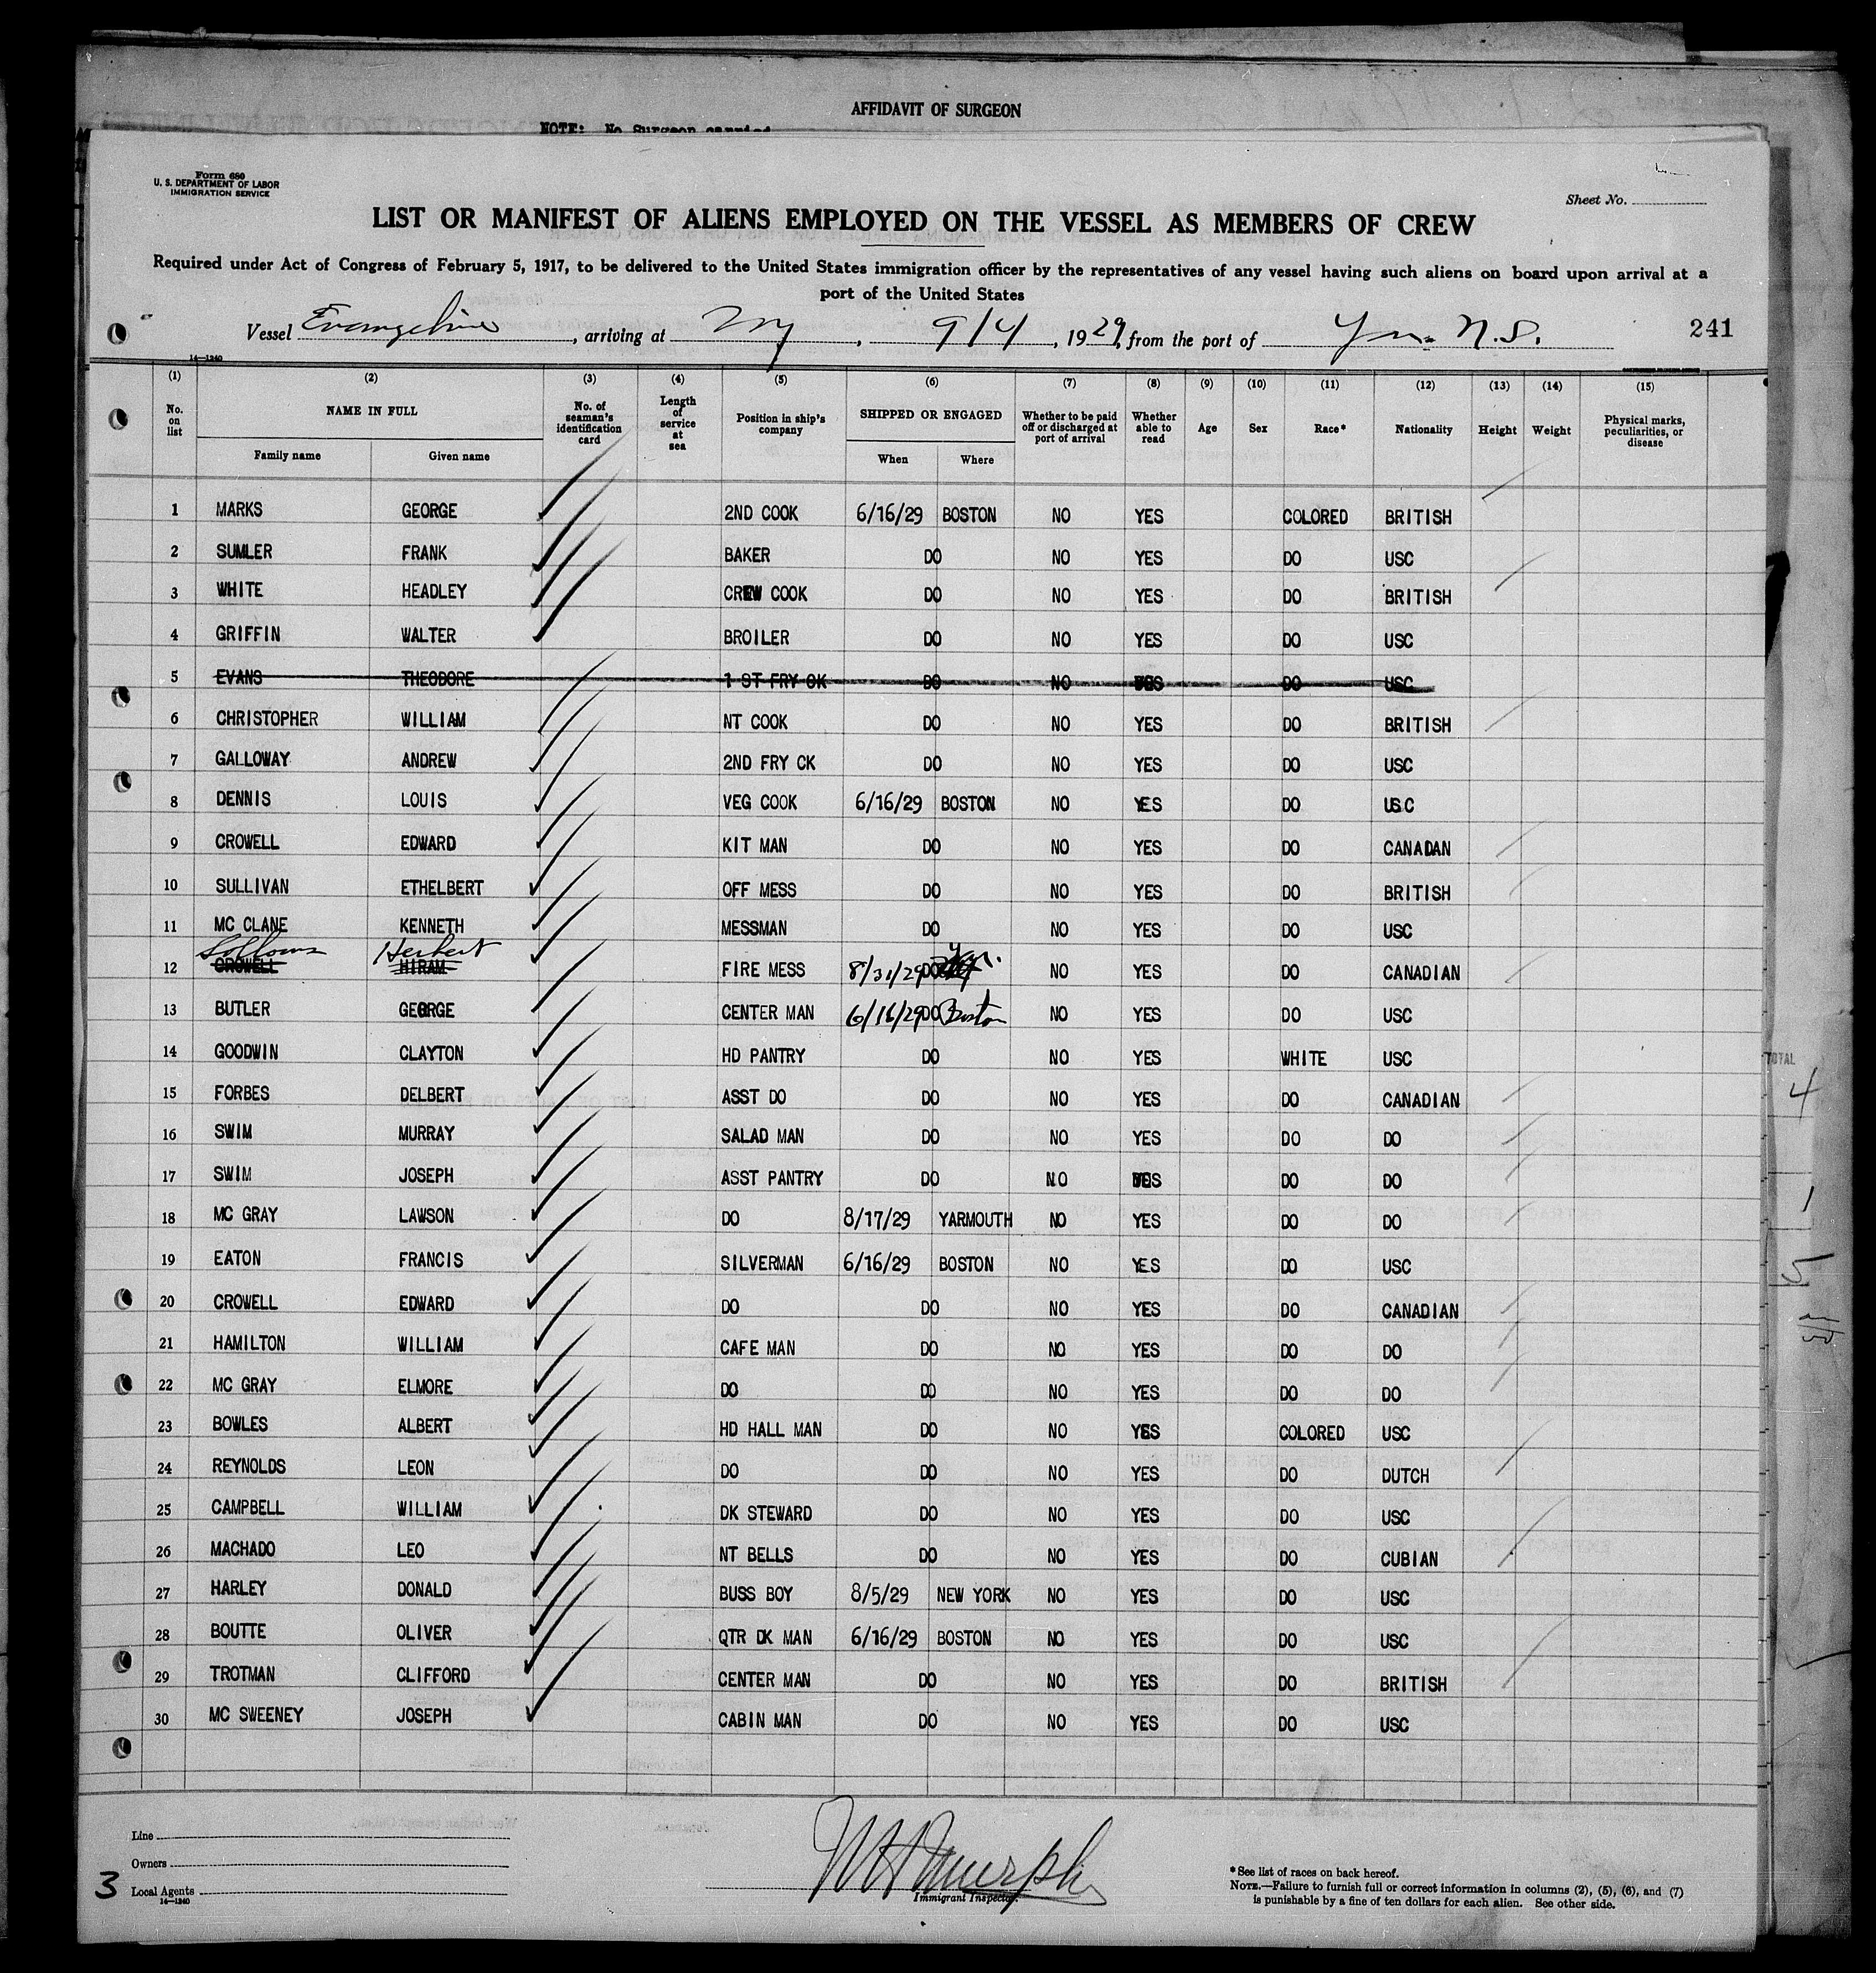 AFFIDAVIT OF SURGEON
NOTE: No Surgeon carried
Form 680
U. S. DEPARTMENT OF LABOR
IMMIGRATION SERVICE
Sheet No.
LIST OR MANIFEST OF ALIENS EMPLOYED ON THE VESSEL AS MEMBERS OF CREW
Required under Act of Congress of February 5, 1917, to be delivered to the United States immigration officer by the representatives of any vessel having such aliens on board upon arrival at a
port of the United States
Vessel Evangeline, arriving at NY, 9/4, 1929, from the port of Yar. N.S. 241
14—1240
(1) (2) (3) (4) (5) (6) (7) (8) (9) (10) (11) (12) (13) (14) (15)
No. on list NAME IN FULL Family name Given name No. of seaman's identification card Length of service at sea Position in ship's company SHIPPED OR ENGAGED When Where Whether to be paid off or discharged at port of arrival Whether able to read Age Sex Race* Nationality Height Weight Physical marks, peculiarities, or disease
1 MARKS GEORGE 2ND COOK 6/16/29 BOSTON NO YES COLORED BRITISH
2 SUMLER FRANK BAKER DO NO YES DO USC
3 WHITE HEADLEY CREW COOK DO NO YES DO BRITISH
4 GRIFFIN WALTER BROILER DO NO YES DO USC
5 EVANS THEODORE 1 ST FRY CK DO NO YES DO USC
6 CHRISTOPHER WILLIAM NT COOK DO NO YES DO BRITISH
7 GALLOWAY ANDREW 2ND FRY CK DO NO YES DO USC
8 DENNIS LOUIS VEG COOK 6/16/29 BOSTON NO YES DO USC
9 CROWELL EDWARD KIT MAN DO NO YES DO CANADAN
10 SULLIVAN ETHELBERT OFF MESS DO NO YES DO BRITISH
11 MC CLANE KENNETH MESSMAN DO NO YES DO USC
Herbert
12 CROWELL HIRAM FIRE MESS 8/31/29 DO Yar. NO YES DO CANADIAN
13 BUTLER GEORGE CENTER MAN 6/16/29 DO Boston NO YES DO USC
14 GOODWIN CLAYTON HD PANTRY DO NO YES WHITE USC
15 FORBES DELBERT ASST DO DO NO YES DO CANADIAN
16 SWIM MURRAY SALAD MAN DO NO YES DO DO
17 SWIM JOSEPH ASST PANTRY DO NO YES DO DO
18 MC GRAY LAWSON DO 8/17/29 YARMOUTH NO YES DO DO
19 EATON FRANCIS SILVERMAN 6/16/29 BOSTON NO YES DO USC
20 CROWELL EDWARD DO DO NO YES DO CANADIAN
21 HAMILTON WILLIAM CAFE MAN DO NO YES DO DO
22 MC GRAY ELMORE DO DO NO YES DO DO
23 BOWLES ALBERT HD HALL MAN DO NO YES COLORED USC
24 REYNOLDS LEON DO DO NO YES DO DUTCH
25 CAMPBELL WILLIAM DK STEWARD DO NO YES DO USC
26 MACHADO LEO NT BELLS DO NO YES DO CUBIAN
27 HARLEY DONALD BUSS BOY 8/5/29 NEW YORK NO YES DO USC
28 BOUTTE OLIVER QTR DK MAN 6/16/29 BOSTON NO YES DO USC
29 TROTMAN CLIFFORD CENTER MAN DO NO YES DO BRITISH
30 MC SWEENEY JOSEPH CABIN MAN DO NO YES DO USC
TOTAL
4
Line
Owners
3 Local Agents
14—1240
Immigrant Inspector.
*See list of races on back hereof.
NOTE.—Failure to furnish full or correct information in columns (2), (5), (6), and (7)
is punishable by a fine of ten dollars for each alien. See other side.